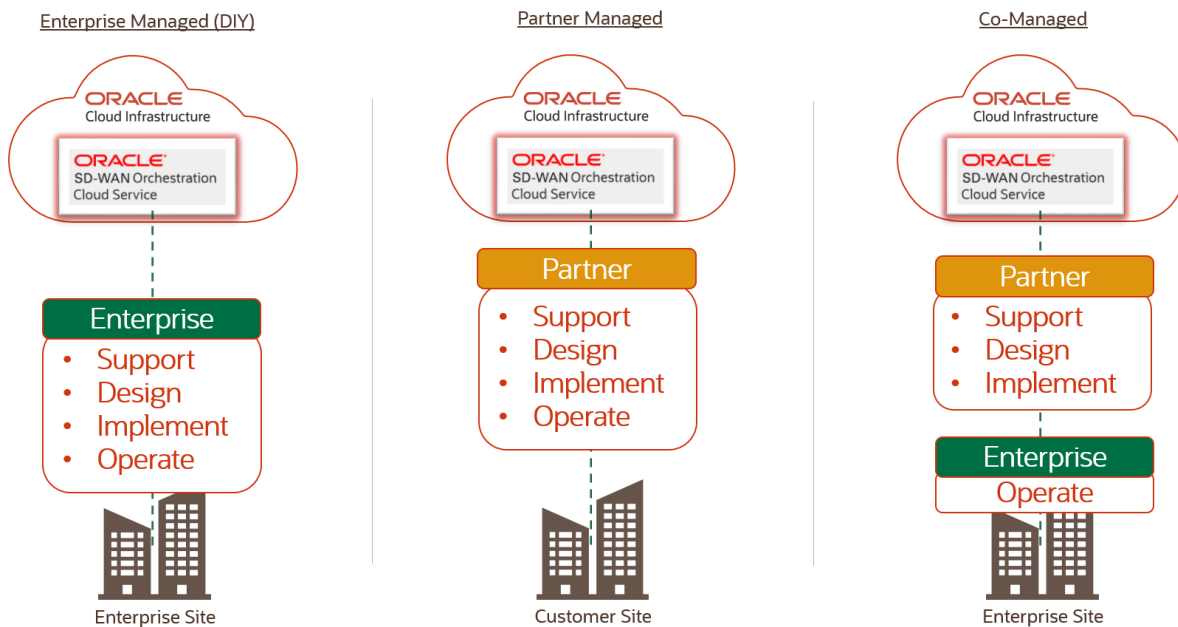 Enterprise Managed (DIY)
ORACLE
Cloud Infrastructure
ORACLE®
SD-WAN Orchestration
Cloud Service
Enterprise
• Support
• Design
• Implement
• Operate
Enterprise Site
Partner Managed
ORACLE
Cloud Infrastructure
ORACLE®
SD-WAN Orchestration
Cloud Service
Partner
• Support
• Design
• Implement
• Operate
Customer Site
Co-Managed
ORACLE
Cloud Infrastructure
ORACLE®
SD-WAN Orchestration
Cloud Service
Partner
• Support
• Design
• Implement
Enterprise
Operate
Enterprise Site